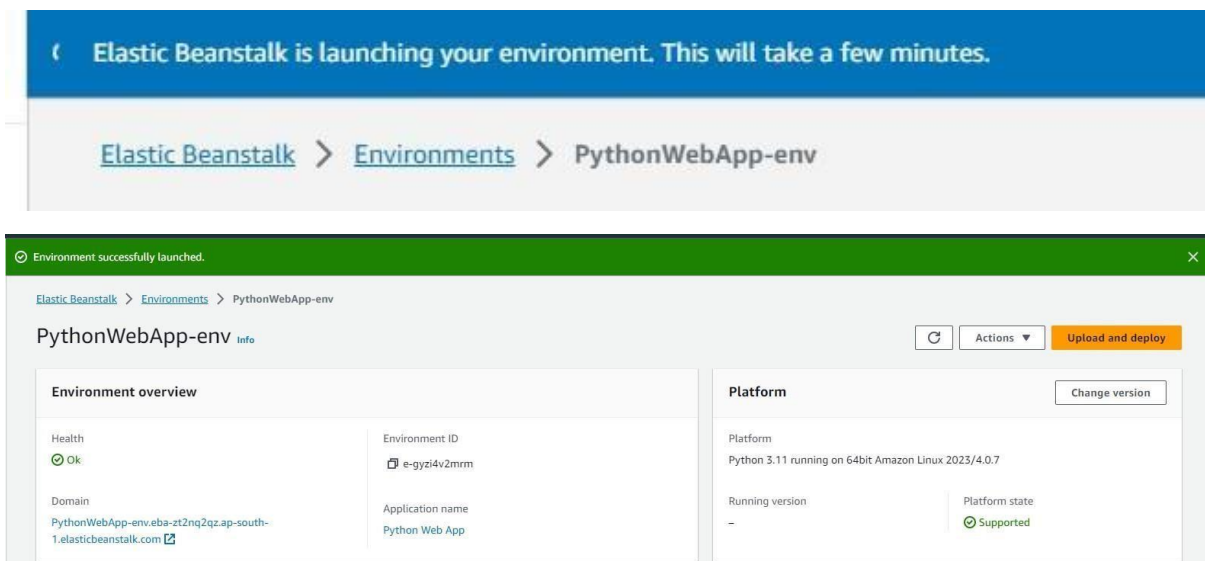 Elastic Beanstalk is launching your environment. This will take a few minutes.
Elastic Beanstalk > Environments > PythonWebApp-env
Environment successfully launched.
Elastic Beanstalk > Environments > PythonWebApp-env
PythonWebApp-env Info
Actions
Upload and deploy
Environment overview
Health
Ok
Environment ID
e-gyzi4v2mrm
Domain
PythonWebApp-env.eba-zt2nq2qz.ap-south-
1.elasticbeanstalk.com
Application name
Python Web App
Platform
Change version
Platform
Python 3.11 running on 64bit Amazon Linux 2023/4.0.7
Running version
–
Platform state
Supported